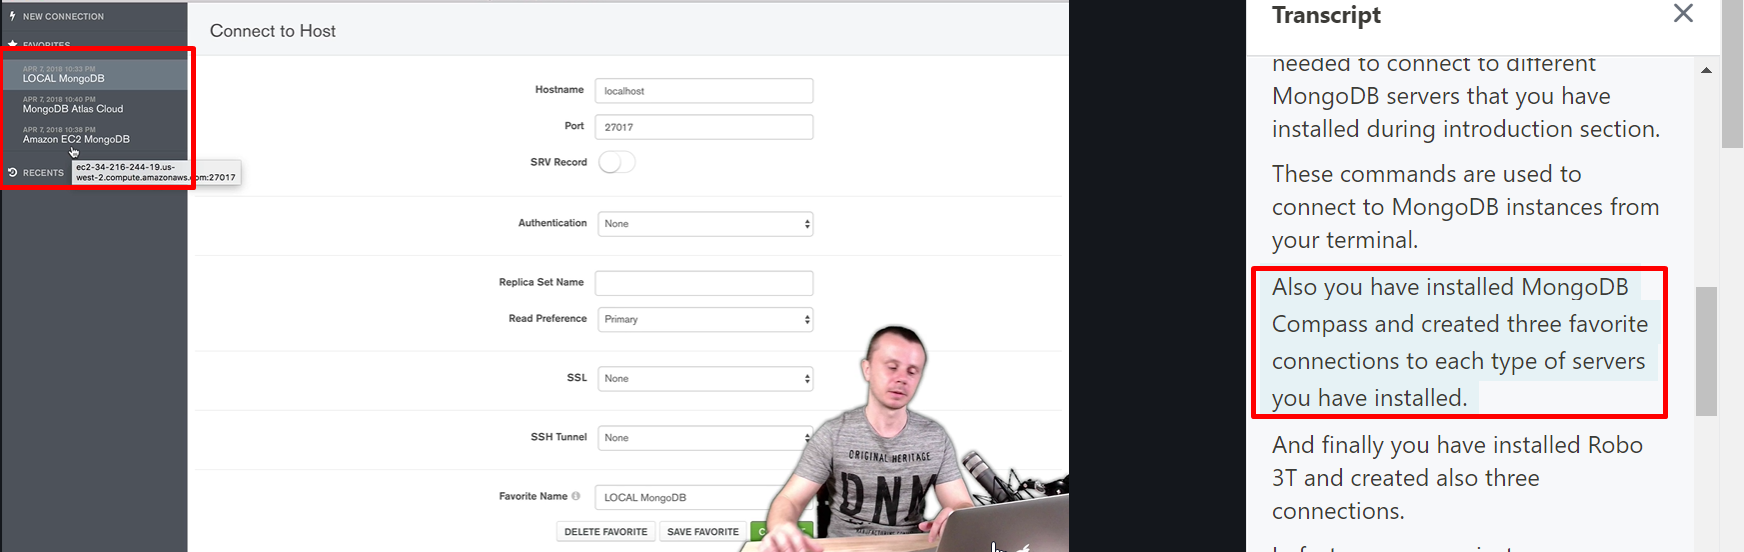 NEW CONNECTION
FAVORITES
APR 7, 2018 10:33 PM
LOCAL MongoDB
APR 7, 2018 10:40 PM
MongoDB Atlas Cloud
APR 7, 2018 10:38 PM
Amazon EC2 MongoDB
RECENTS
ec2-34-216-244-19.us-
west-2.compute.amazonaws.com:27017
Connect to Host
Hostname
localhost
Port
27017
SRV Record
Authentication
None
Replica Set Name
Read Preference
Primary
SSL
None
SSH Tunnel
None
Favorite Name
LOCAL MongoDB
DELETE FAVORITE
SAVE FAVORITE
ORIGINAL HERITAGE
DNM
Transcript
needed to connect to different
MongoDB servers that you have
installed during introduction section.
These commands are used to
connect to MongoDB instances from
your terminal.
Also you have installed MongoDB
Compass and created three favorite
connections to each type of servers
you have installed.
And finally you have installed Robo
3T and created also three
connections.